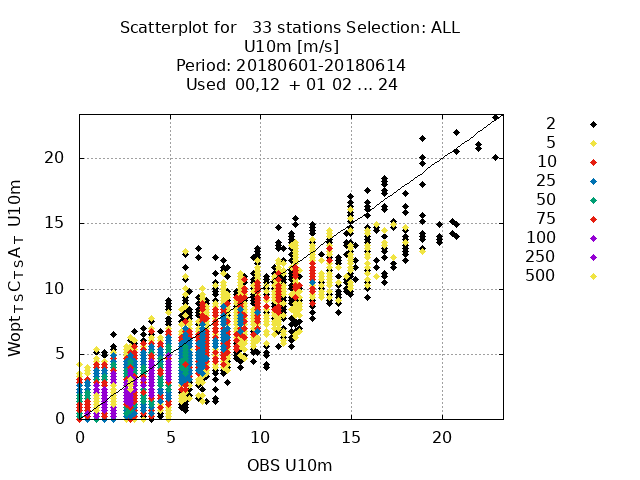 Scatterplot for 33 stations Selection: ALL
U10m [m/s]
Period: 20180601-20180614
Used 00,12 + 01 02 ... 24
2
5
10
25
50
75
100
250
500
20
15
10
5
0
0 5 10 15 20
OBS U10m
Wopt_TSC_TSA_T U10m